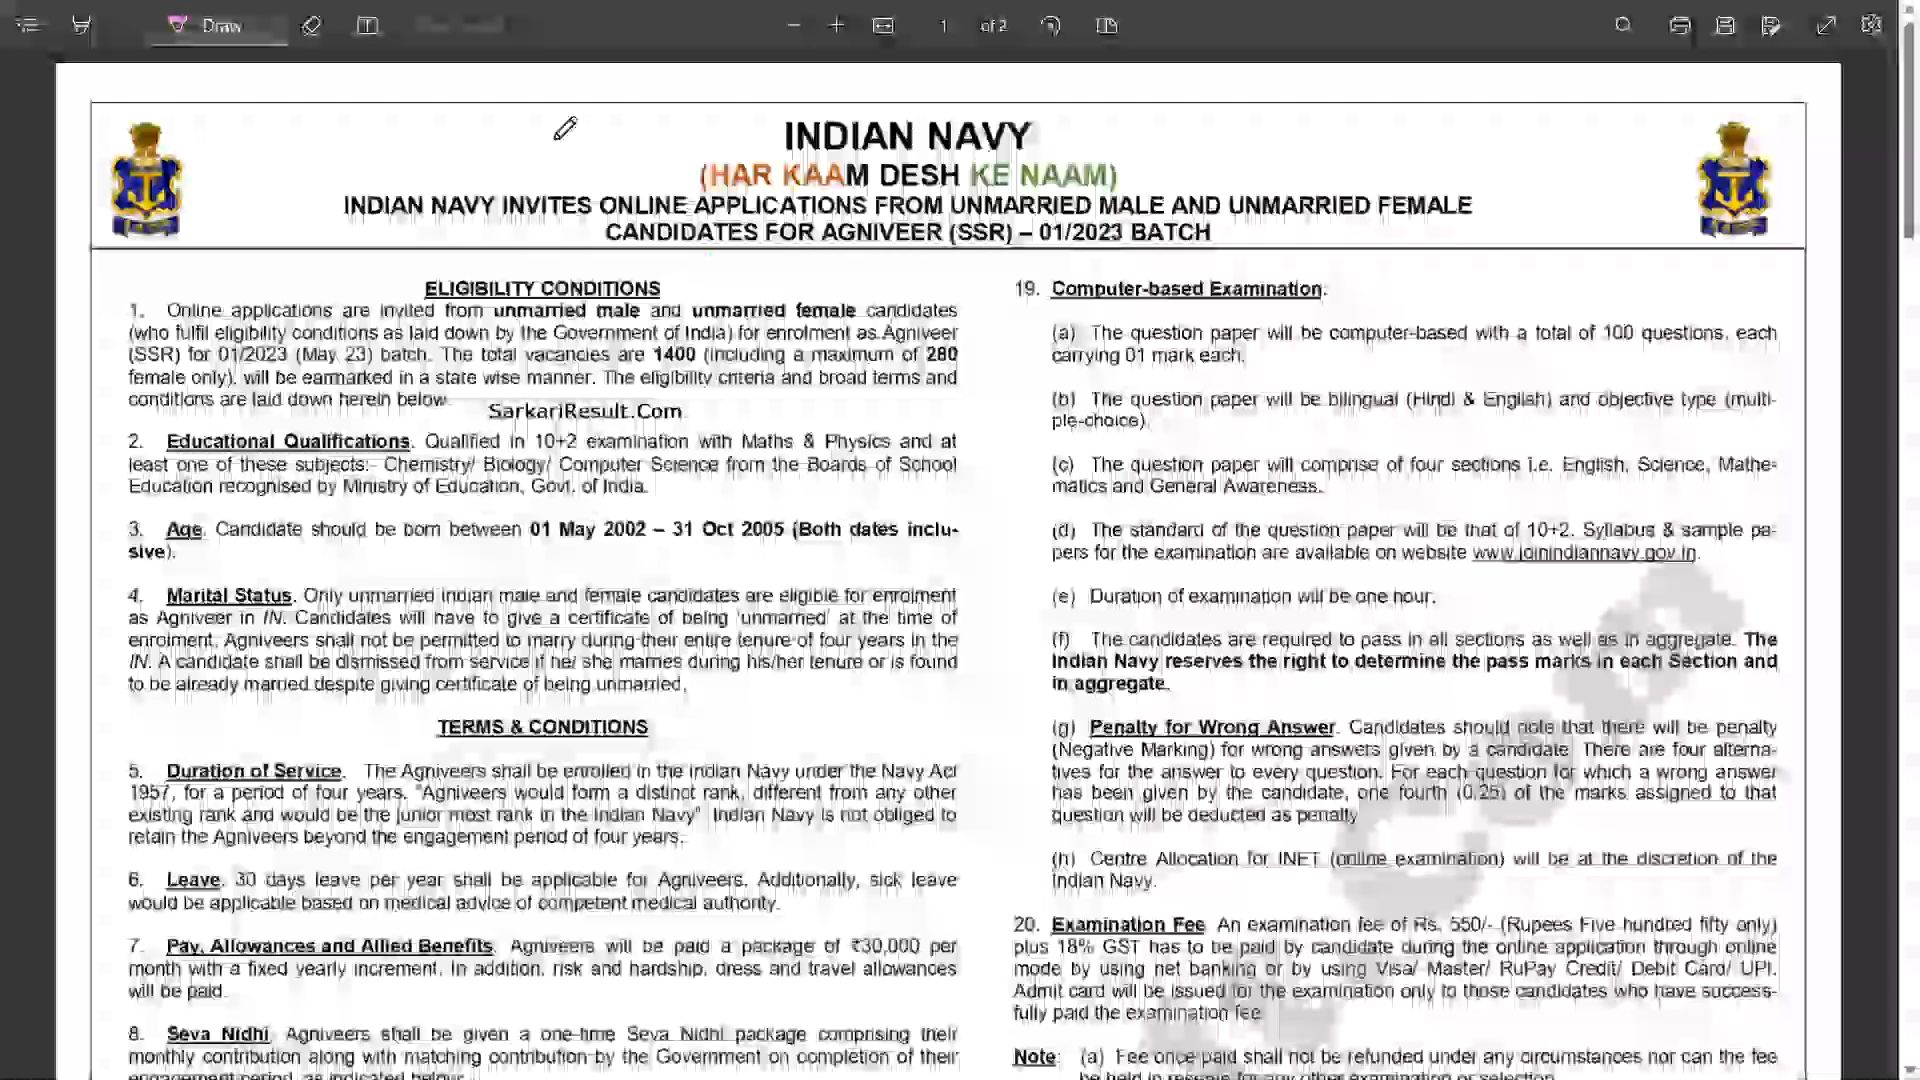 Draw
1 of 2
INDIAN NAVY
(HAR KAAM DESH KE NAAM)
INDIAN NAVY INVITES ONLINE APPLICATIONS FROM UNMARRIED MALE AND UNMARRIED FEMALE
CANDIDATES FOR AGNIVEER (SSR) – 01/2023 BATCH
ELIGIBILITY CONDITIONS
1. Online applications are invited from unmarried male and unmarried female candidates
(who fulfil eligibility conditions as laid down by the Government of India) for enrolment as Agniveer
(SSR) for 01/2023 (May 23) batch. The total vacancies are 1400 (including a maximum of 280
female only), will be earmarked in a state wise manner. The eligibility criteria and broad terms and
conditions are laid down herein below
SarkariResult.Com
2. Educational Qualifications. Qualified in 10+2 examination with Maths & Physics and at
least one of these subjects:- Chemistry/ Biology/ Computer Science from the Boards of School
Education recognised by Ministry of Education, Govt. of India.
3. Age. Candidate should be born between 01 May 2002 – 31 Oct 2005 (Both dates inclu-
sive).
4. Marital Status. Only unmarried Indian male and female candidates are eligible for enrolment
as Agniveer in IN. Candidates will have to give a certificate of being 'unmarried' at the time of
enrolment. Agniveers shall not be permitted to marry during their entire tenure of four years in the
IN. A candidate shall be dismissed from service if he/ she marries during his/her tenure or is found
to be already married despite giving certificate of being unmarried.
TERMS & CONDITIONS
5. Duration of Service. The Agniveers shall be enrolled in the Indian Navy under the Navy Act
1957, for a period of four years. "Agniveers would form a distinct rank, different from any other
existing rank and would be the junior most rank in the Indian Navy" Indian Navy is not obliged to
retain the Agniveers beyond the engagement period of four years.
6. Leave. 30 days leave per year shall be applicable for Agniveers. Additionally, sick leave
would be applicable based on medical advice of competent medical authority.
7. Pay, Allowances and Allied Benefits. Agniveers will be paid a package of ₹30,000 per
month with a fixed yearly increment. In addition, risk and hardship, dress and travel allowances
will be paid.
8. Seva Nidhi. Agniveers shall be given a one-time Seva Nidhi package comprising their
monthly contribution along with matching contribution by the Government on completion of their
engagement period, as indicated below:
19. Computer-based Examination.
(a) The question paper will be computer-based with a total of 100 questions, each
carrying 01 mark each.
(b) The question paper will be bilingual (Hindi & English) and objective type (multi-
ple-choice).
(c) The question paper will comprise of four sections i.e. English, Science, Mathe-
matics and General Awareness.
(d) The standard of the question paper will be that of 10+2. Syllabus & sample pa-
pers for the examination are available on website www.joinindiannavy.gov.in.
(e) Duration of examination will be one hour.
(f) The candidates are required to pass in all sections as well as in aggregate. The
Indian Navy reserves the right to determine the pass marks in each Section and
in aggregate.
(g) Penalty for Wrong Answer. Candidates should note that there will be penalty
(Negative Marking) for wrong answers given by a candidate. There are four alterna-
tives for the answer to every question. For each question for which a wrong answer
has been given by the candidate, one fourth (0.25) of the marks assigned to that
question will be deducted as penalty
(h) Centre Allocation for INET (online examination) will be at the discretion of the
Indian Navy.
20. Examination Fee. An examination fee of Rs. 550/- (Rupees Five hundred fifty only)
plus 18% GST has to be paid by candidate during the online application through online
mode by using net banking or by using Visa/ Master/ RuPay Credit/ Debit Card/ UPI.
Admit card will be issued for the examination only to those candidates who have success-
fully paid the examination fee
Note: (a) Fee once paid shall not be refunded under any circumstances nor can the fee
be held in reserve for any other examination or selection.